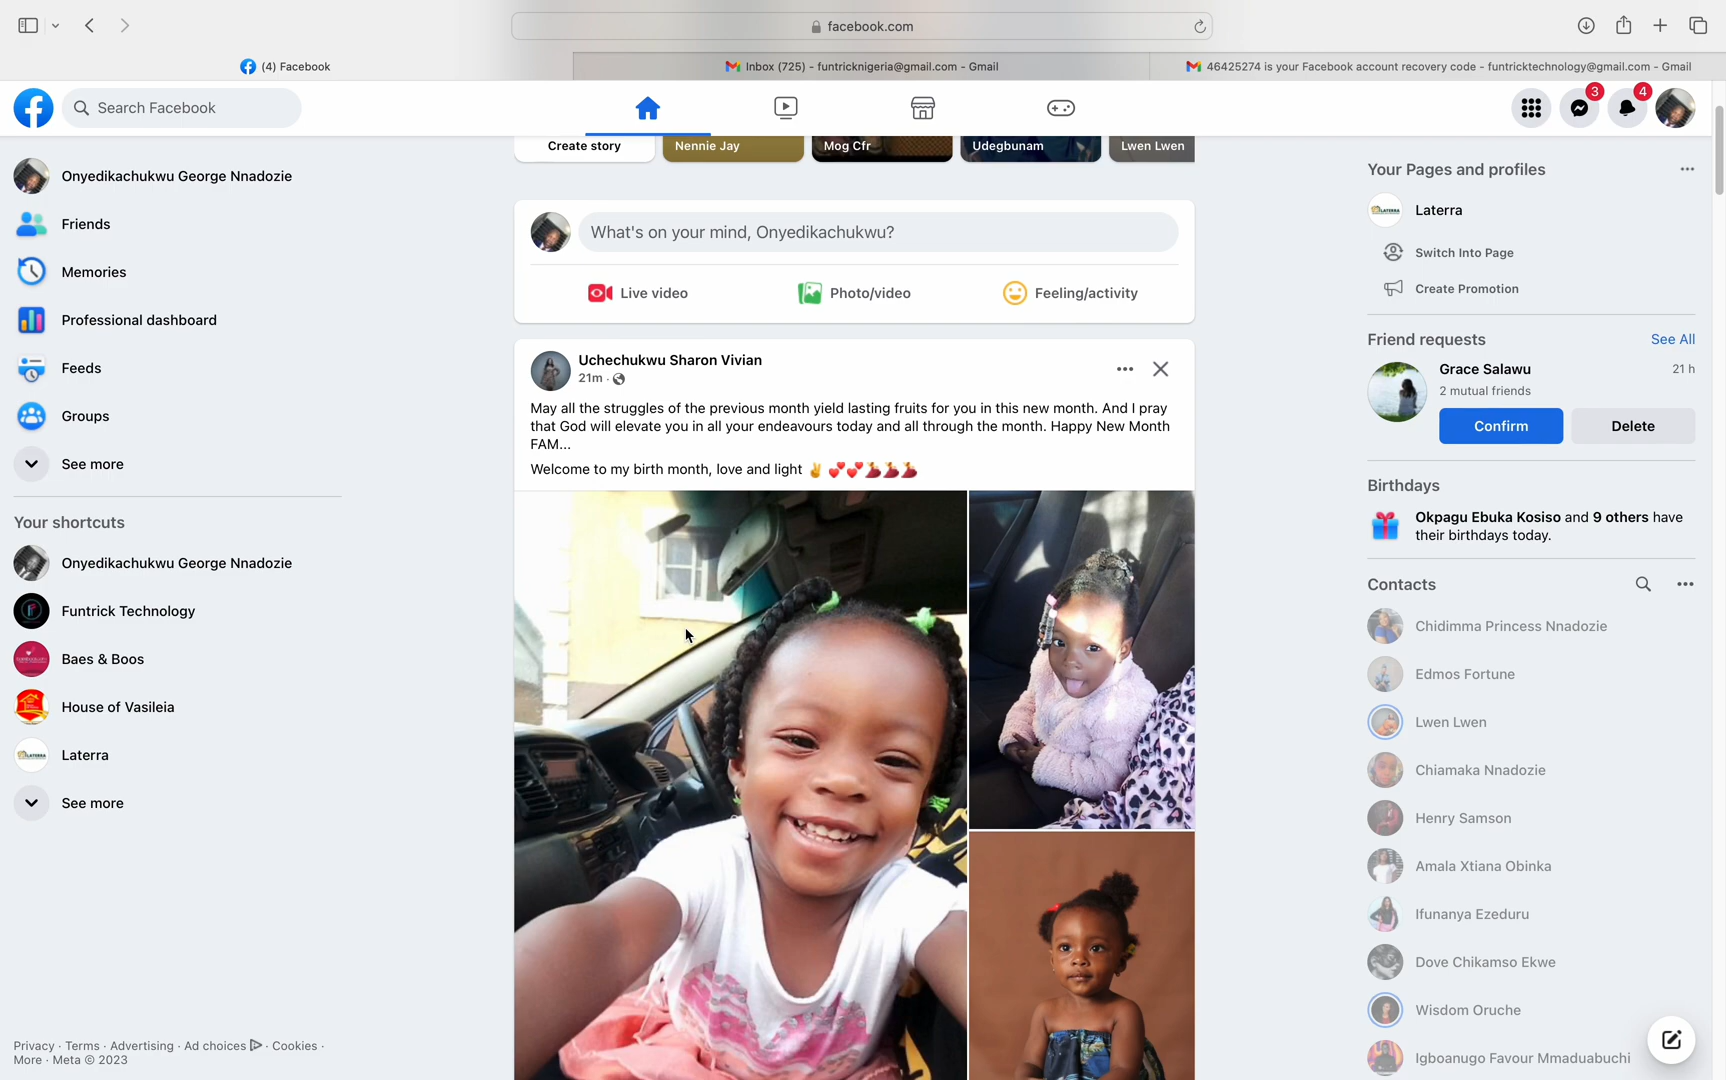 facebook.com
(4) Facebook
Inbox (725) - funtricknigeria@gmail.com - Gmail
46425274 is your Facebook account recovery code - funtricktechnology@gmail.com - Gmail
Search Facebook
3
4
Onyedikachukwu George Nnadozie
Friends
Memories
Professional dashboard
Feeds
Groups
See more
Your shortcuts
Onyedikachukwu George Nnadozie
Funtrick Technology
Baes & Boos
House of Vasileia
Laterra
See more
Privacy · Terms · Advertising · Ad choices · Cookies ·
More · Meta © 2023
Create story
Nennie Jay
Mog Cfr
Udegbunam
Lwen Lwen
What's on your mind, Onyedikachukwu?
Live video
Photo/video
Feeling/activity
Uchechukwu Sharon Vivian
21m ·
May all the struggles of the previous month yield lasting fruits for you in this new month. And I pray
that God will elevate you in all your endeavours today and all through the month. Happy New Month
FAM...
Welcome to my birth month, love and light ✌️ 💕💕💃💃💃
Your Pages and profiles
Laterra
Switch Into Page
Create Promotion
Friend requests
See All
Grace Salawu
21 h
2 mutual friends
Confirm
Delete
Birthdays
Okpagu Ebuka Kosiso and 9 others have
their birthdays today.
Contacts
Chidimma Princess Nnadozie
Edmos Fortune
Lwen Lwen
Chiamaka Nnadozie
Henry Samson
Amala Xtiana Obinka
Ifunanya Ezeduru
Dove Chikamso Ekwe
Wisdom Oruche
Igboanugo Favour Mmaduabuchi